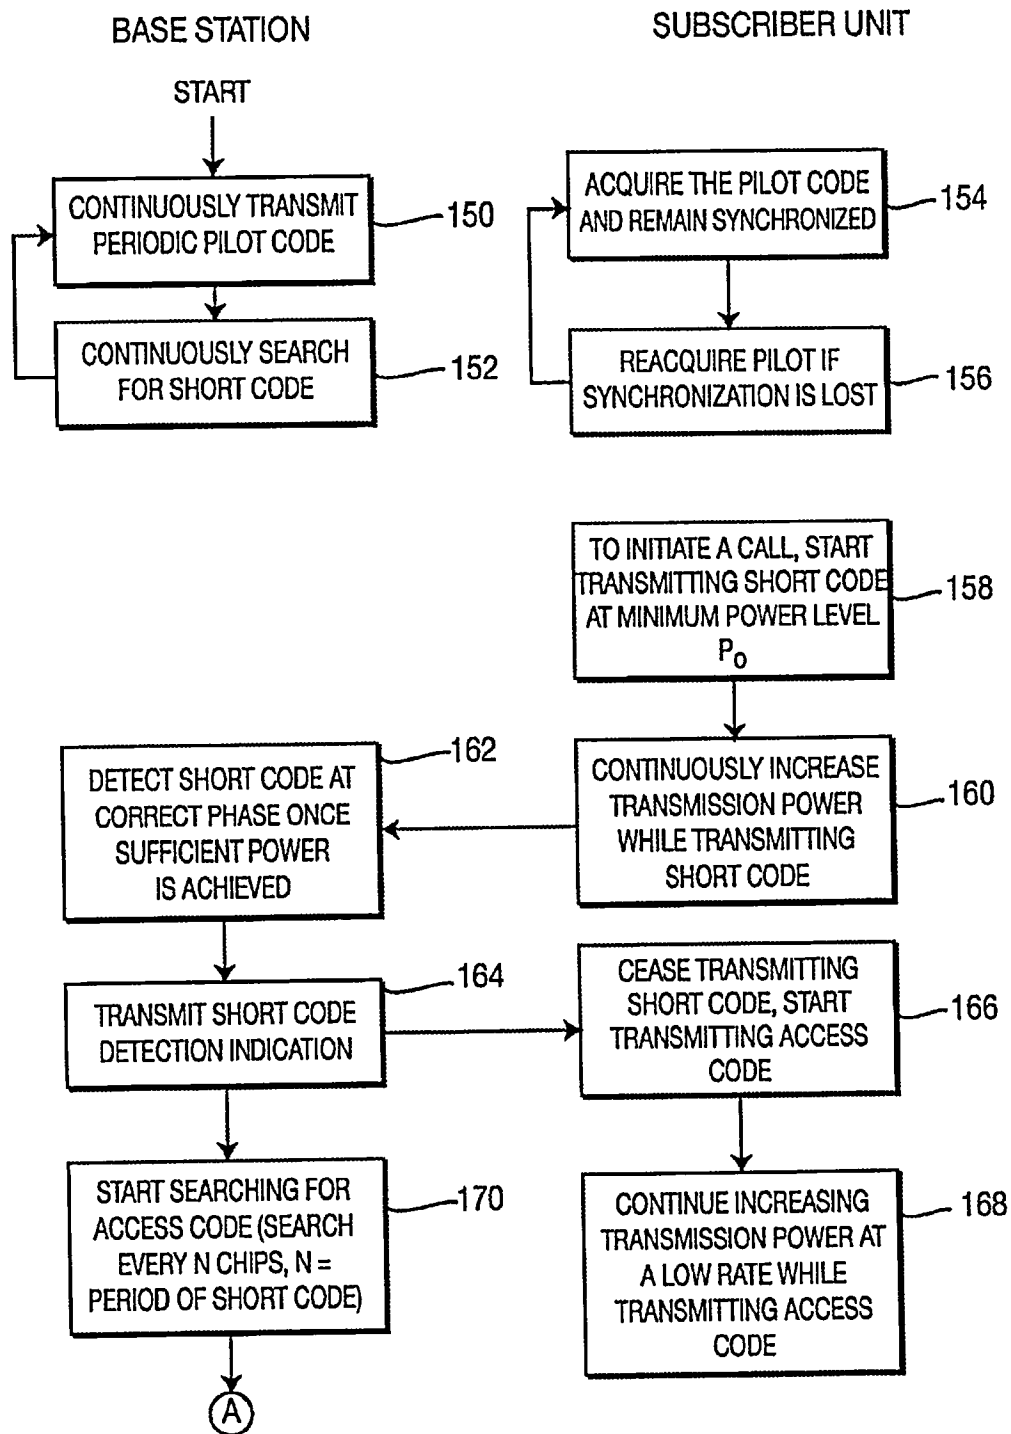 BASE STATION
SUBSCRIBER UNIT
START
CONTINUOUSLY TRANSMIT
PERIODIC PILOT CODE
150
ACQUIRE THE PILOT CODE
AND REMAIN SYNCHRONIZED
154
CONTINUOUSLY SEARCH
FOR SHORT CODE
152
REACQUIRE PILOT IF
SYNCHRONIZATION IS LOST
156
TO INITIATE A CALL, START
TRANSMITTING SHORT CODE
AT MINIMUM POWER LEVEL
P0
158
DETECT SHORT CODE AT
CORRECT PHASE ONCE
SUFFICIENT POWER
IS ACHIEVED
162
CONTINUOUSLY INCREASE
TRANSMISSION POWER
WHILE TRANSMITTING
SHORT CODE
160
TRANSMIT SHORT CODE
DETECTION INDICATION
164
CEASE TRANSMITTING
SHORT CODE, START
TRANSMITTING ACCESS
CODE
166
START SEARCHING FOR
ACCESS CODE (SEARCH
EVERY N CHIPS, N =
PERIOD OF SHORT CODE)
170
CONTINUE INCREASING
TRANSMISSION POWER AT
A LOW RATE WHILE
TRANSMITTING ACCESS
CODE
168
A